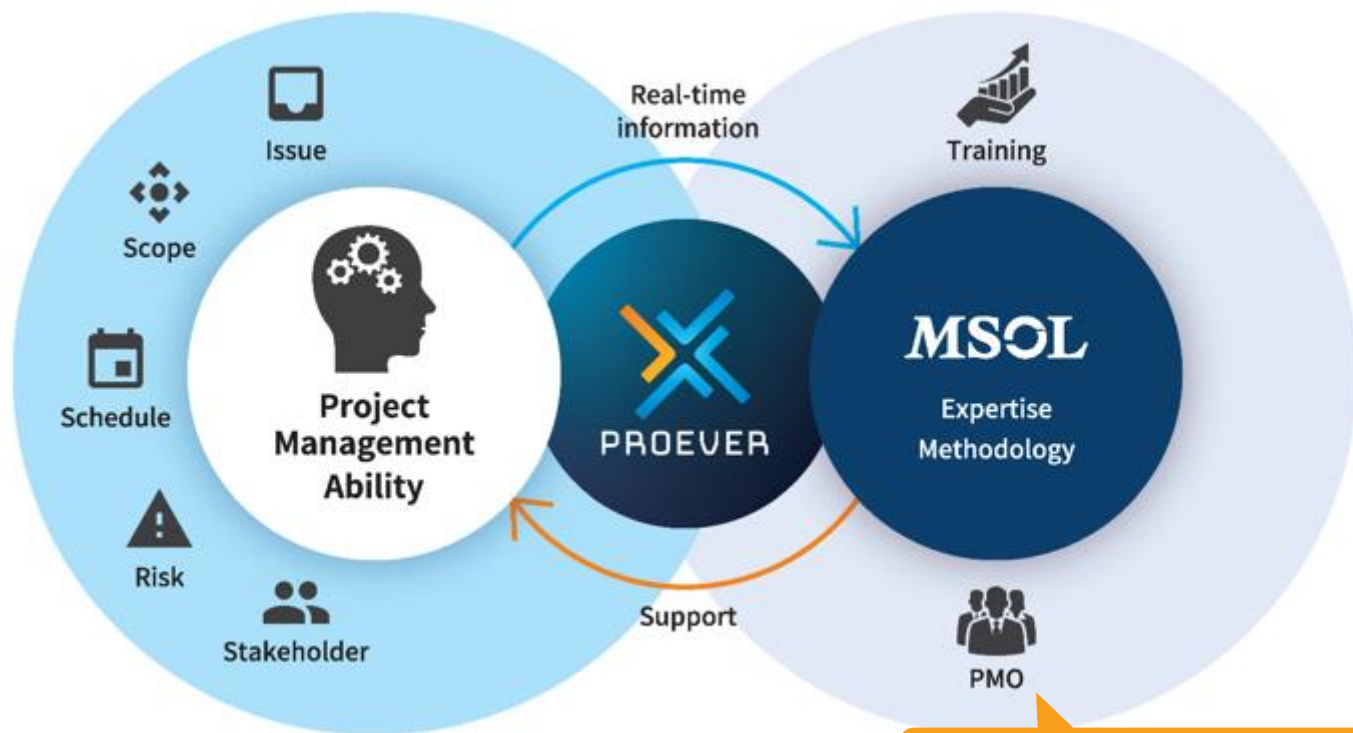 Issue
Scope
Schedule
Risk
Stakeholder
Project
Management
Ability
Real-time
information
PROEVER
Support
Training
MSOL
Expertise
Methodology
PMO